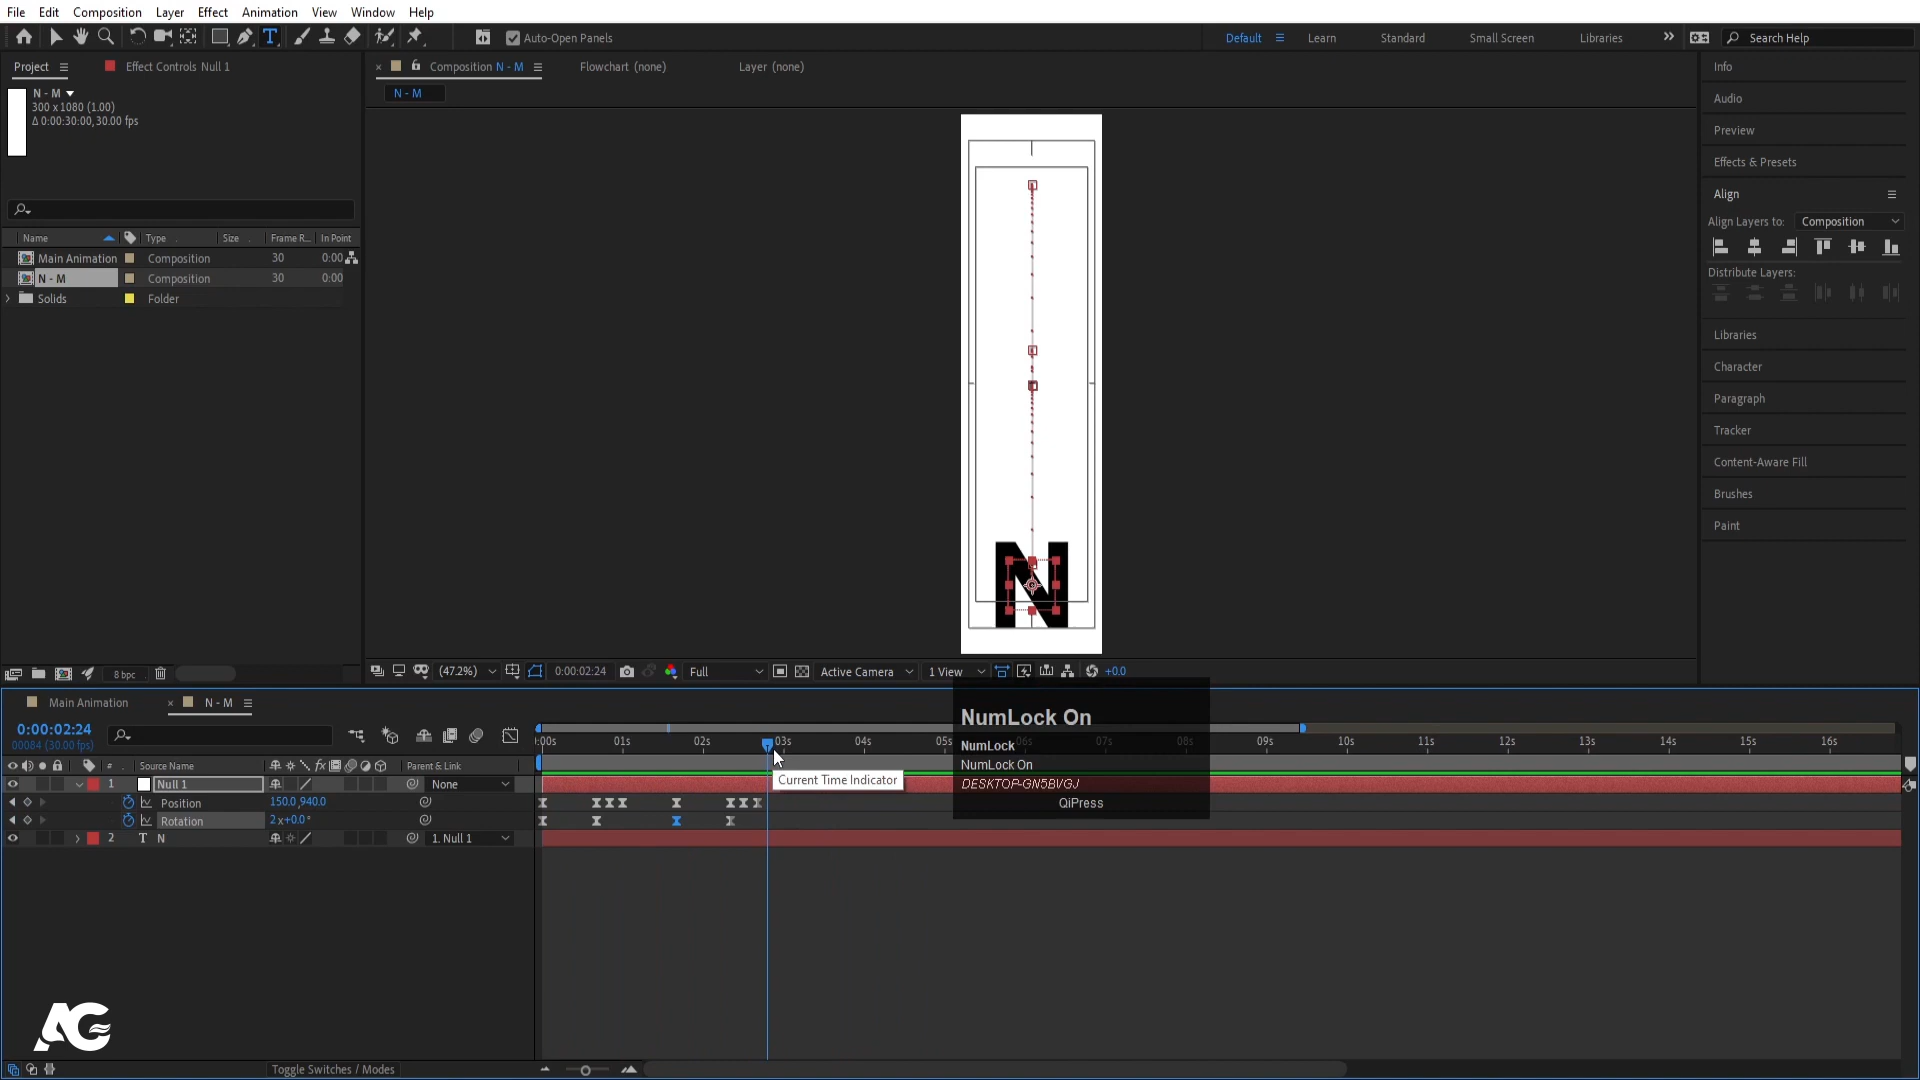 File Edit Composition Layer Effect Animation View Window Help
Auto-Open Panels
Default Learn Standard Small Screen Libraries Search Help
Project Effect Controls Null 1
Composition N - M Flowchart (none) Layer (none)
N - M
N - M
300 x 1080 (1.00)
Δ 0:00:30:00, 30.00 fps
Name Type Size Frame R... In Point
Main Animation Composition 30 0:00
N - M Composition 30 0:00
Solids Folder
N
Info
Audio
Preview
Effects & Presets
Align
Align Layers to: Composition
Distribute Layers:
Libraries
Character
Paragraph
Tracker
Content-Aware Fill
Brushes
Paint
8 bpc
(47.2%) 0:00:02:24 Full Active Camera 1 View +0.0
Main Animation N - M
0:00:02:24
00084 (30.00 fps)
:00s 01s 02s 03s 04s 05s 06s 07s 08s 09s 10s 11s 12s 13s 14s 15s 16s
# Source Name Parent & Link
1 Null 1 None
Position 150.0,940.0
Rotation 2x+0.0°
2 T N 1. Null 1
Current Time Indicator
NumLock On
NumLock
NumLock On
DESKTOP-GN5BVGJ
QiPress
AG
Toggle Switches / Modes